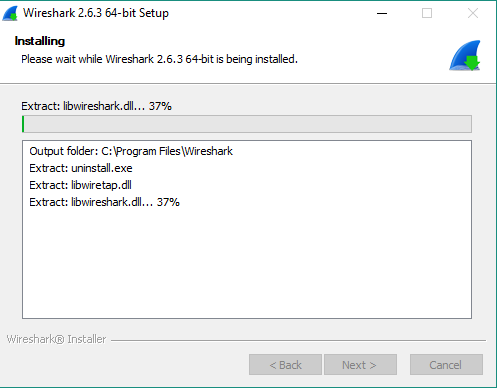 Wireshark 2.6.3 64-bit Setup
Installing
Please wait while Wireshark 2.6.3 64-bit is being installed.
Extract: libwireshark.dll... 37%
Output folder: C:\Program Files\Wireshark
Extract: uninstall.exe
Extract: libwiretap.dll
Extract: libwireshark.dll... 37%
Wireshark® Installer
< Back Next > Cancel